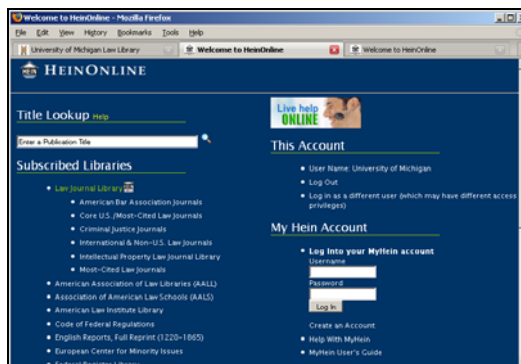 Welcome to HeinOnline - Mozilla Firefox
File Edit View History Bookmarks Tools Help
University of Michigan Law Library
Welcome to HeinOnline
Welcome to HeinOnline
HEINONLINE
Title Lookup Help
Enter a Publication Title
Subscribed Libraries
Law Journal Library
American Bar Association Journals
Core U.S./Most-Cited Law Journals
Criminal Justice Journals
International & Non-U.S. Law Journals
Intellectual Property Law Journal Library
Most-Cited Law Journals
American Association of Law Libraries (AALL)
Association of American Law Schools (AALS)
American Law Institute Library
Code of Federal Regulations
English Reports, Full Reprint (1220-1865)
European Center for Minority Issues
Federal Register Library
Live help
ONLINE
This Account
User Name: University of Michigan
Log Out
Log in as a different user (which may have different access
privileges)
My Hein Account
Log Into your MyHein account
Username
Password
Log In
Create an Account
Help With MyHein
MyHein User's Guide